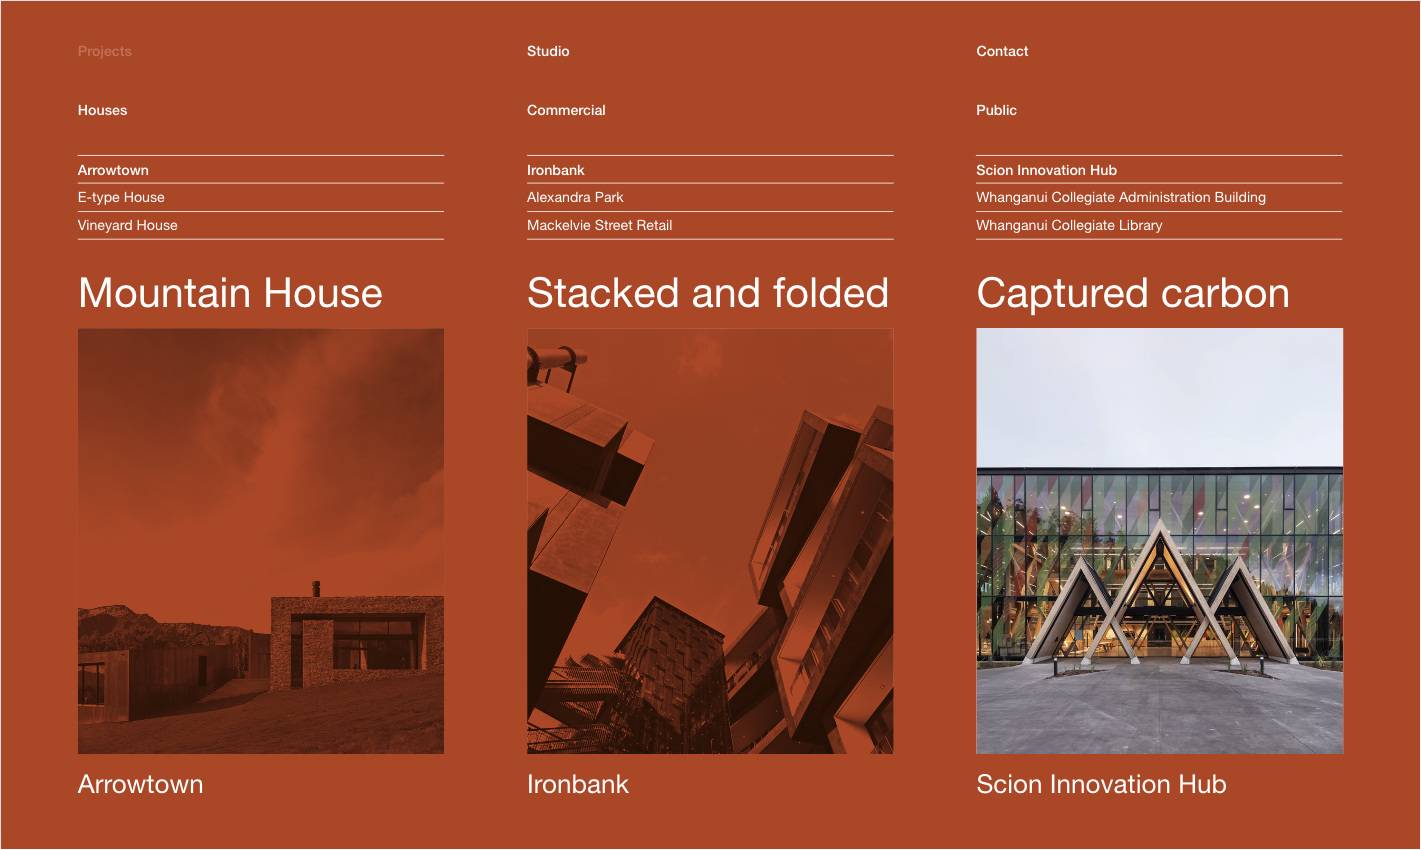 Projects
Studio
Contact
Houses
Commercial
Public
Arrowtown
Ironbank
Scion Innovation Hub
E-type House
Alexandra Park
Whanganui Collegiate Administration Building
Vineyard House
Mackelvie Street Retail
Whanganui Collegiate Library
Mountain House
Stacked and folded
Captured carbon
Arrowtown
Ironbank
Scion Innovation Hub